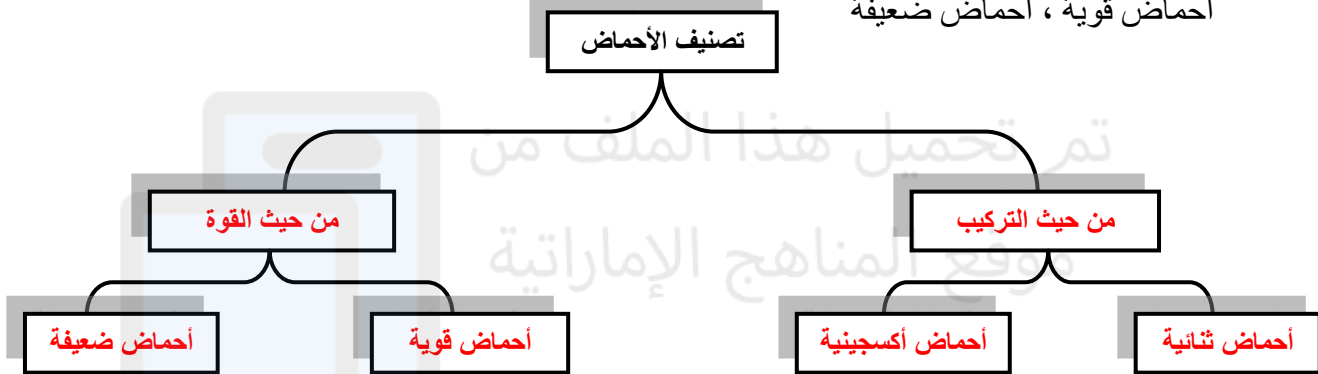 أحماض قوية ، أحماض ضعيفة
تصنيف الأحماض
تم تحميل هذا الملف من
موقع المناهج الإماراتية
من حيث التركيب
من حيث القوة
أحماض ثنائية
أحماض أكسجينية
أحماض قوية
أحماض ضعيفة